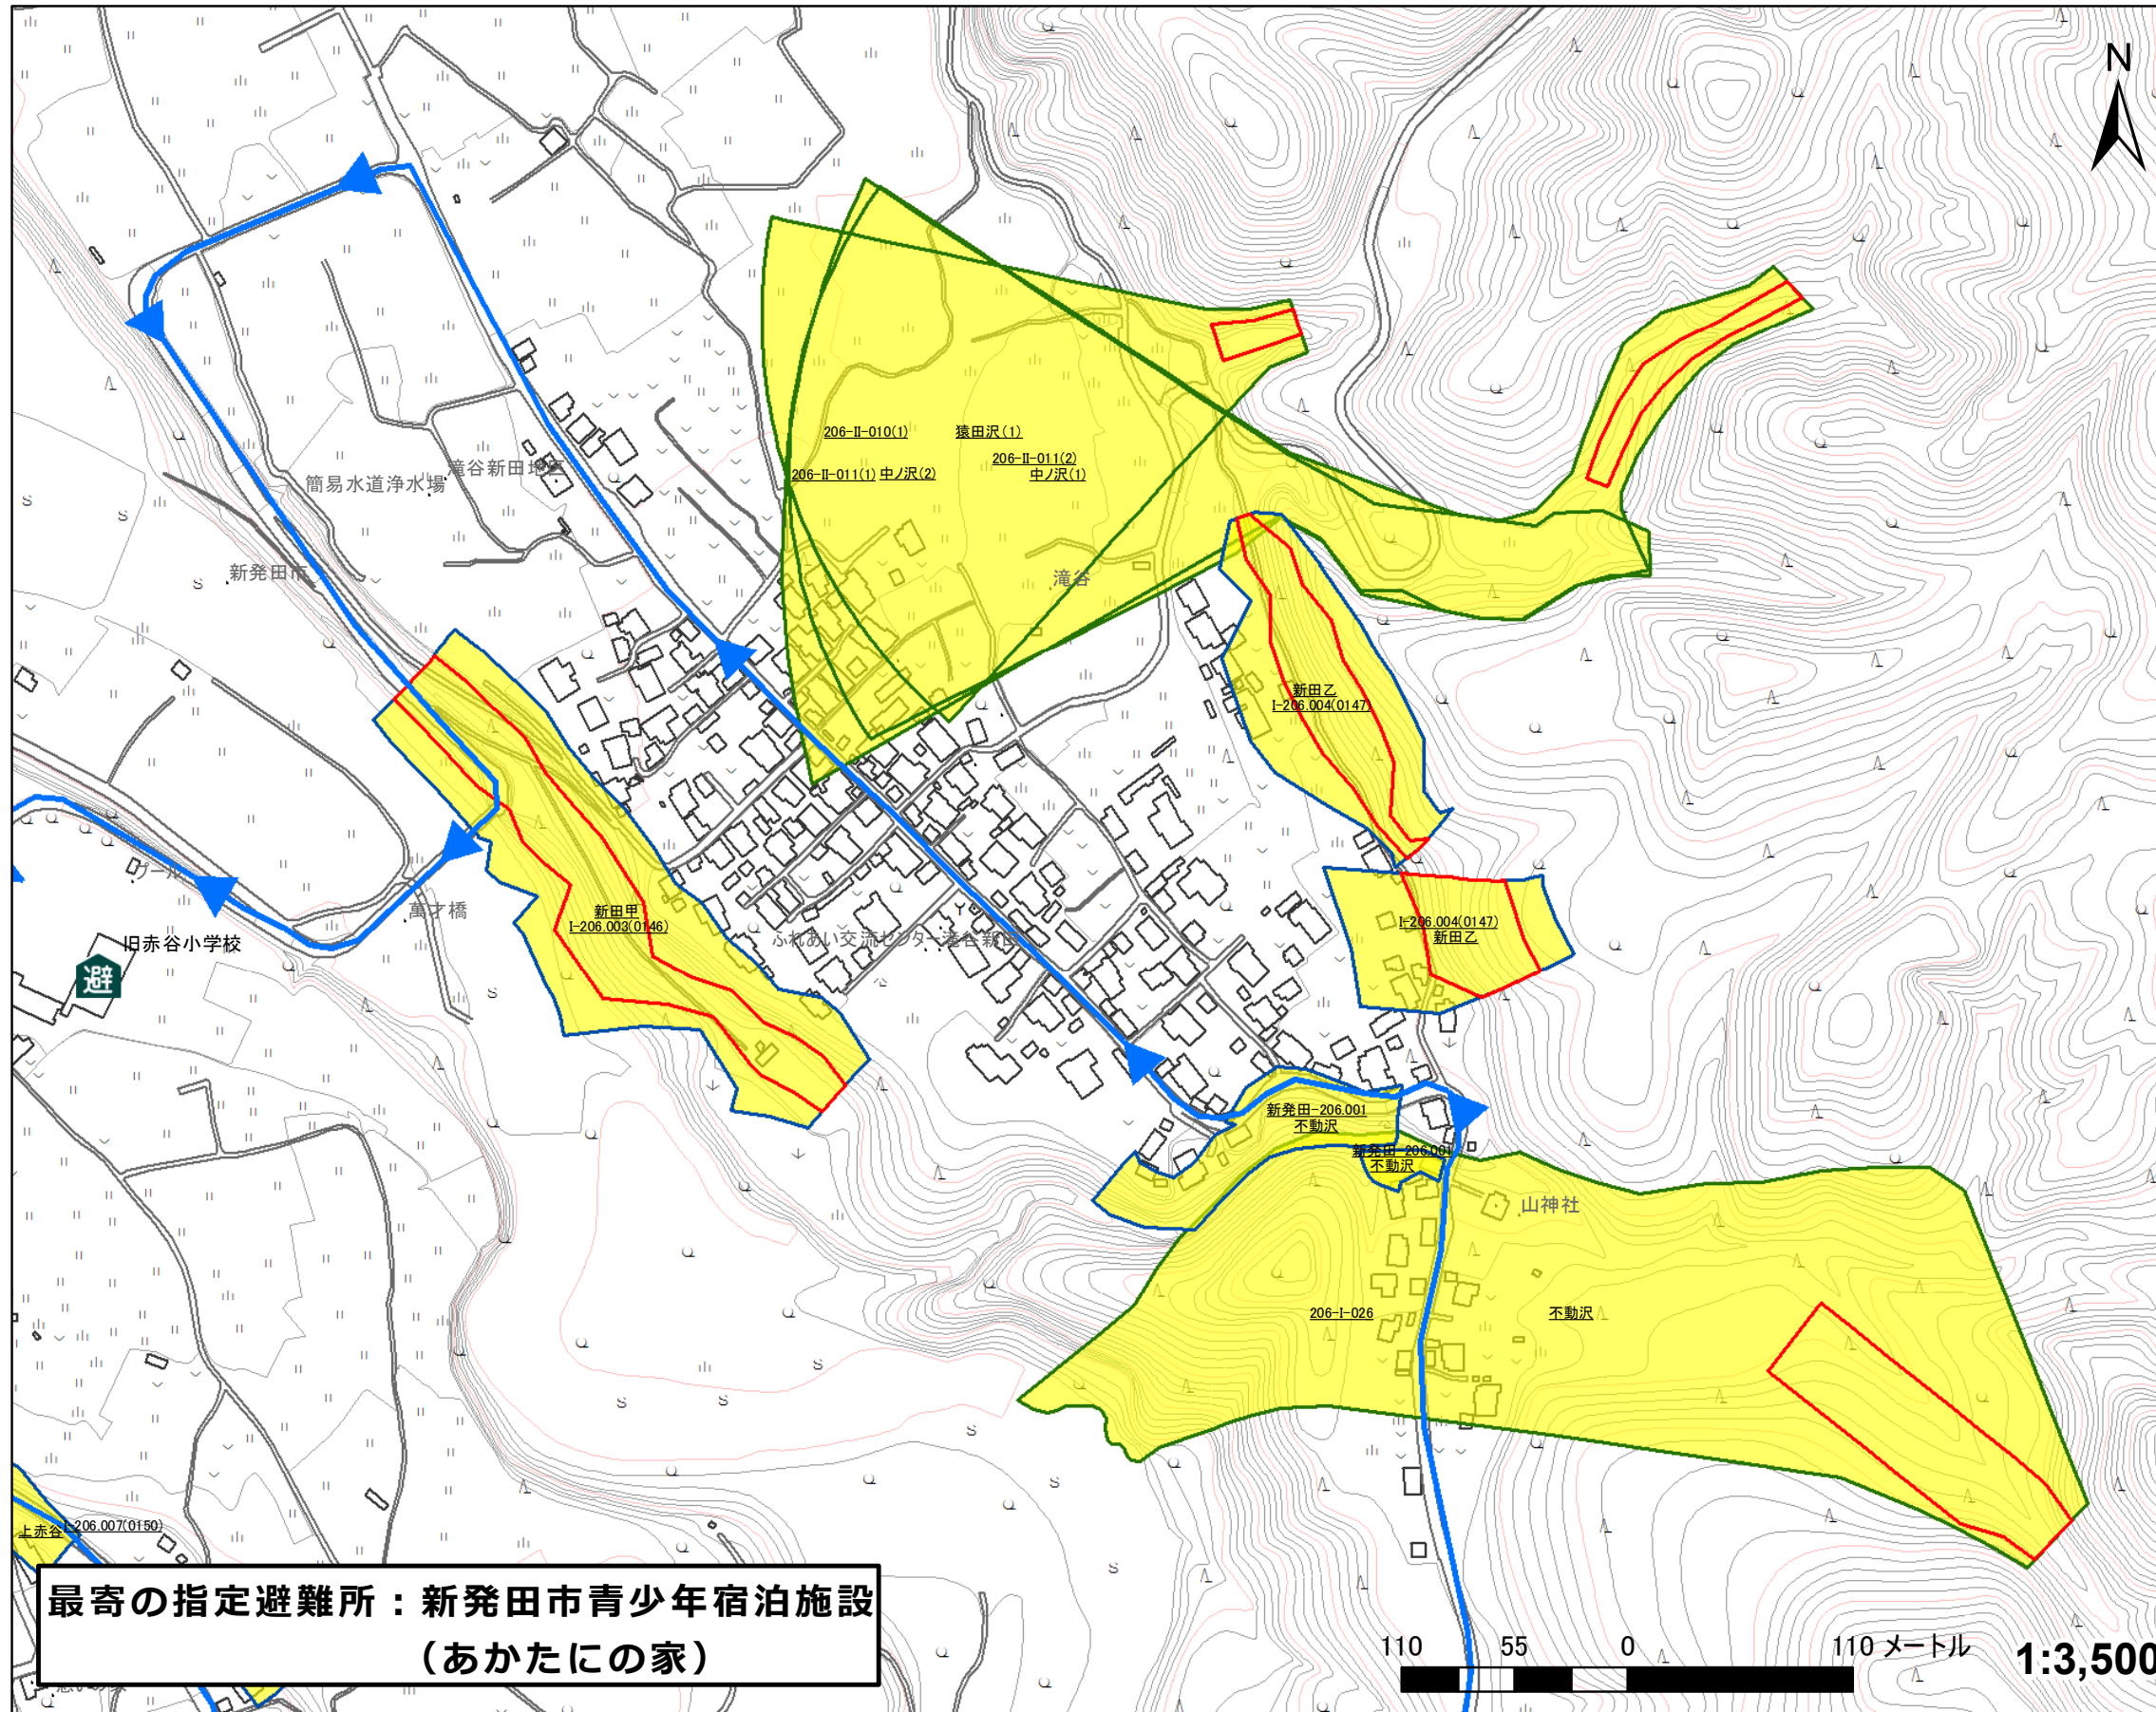 N
206-Ⅱ-010(1)
猿田沢(1)
206-Ⅱ-011(1) 中ノ沢(2)
206-Ⅱ-011(2)
中ノ沢(1)
滝谷新田地区
簡易水道浄水場
新発田市
滝谷
新田乙
Ⅰ-206.004(0147)
プール
萬才橋
旧赤谷小学校
避
新田甲
Ⅰ-206.003(0146)
ふれあい交流センター滝谷新田
Ⅰ-206.004(0147)
新田乙
新発田-206.001
不動沢
新発田-206.001
不動沢
山神社
206-Ⅰ-026
不動沢
上赤谷
Ⅰ-206.007(0150)
最寄の指定避難所:新発田市青少年宿泊施設
(あかたにの家)
110 55 0 110 メートル
1:3,500